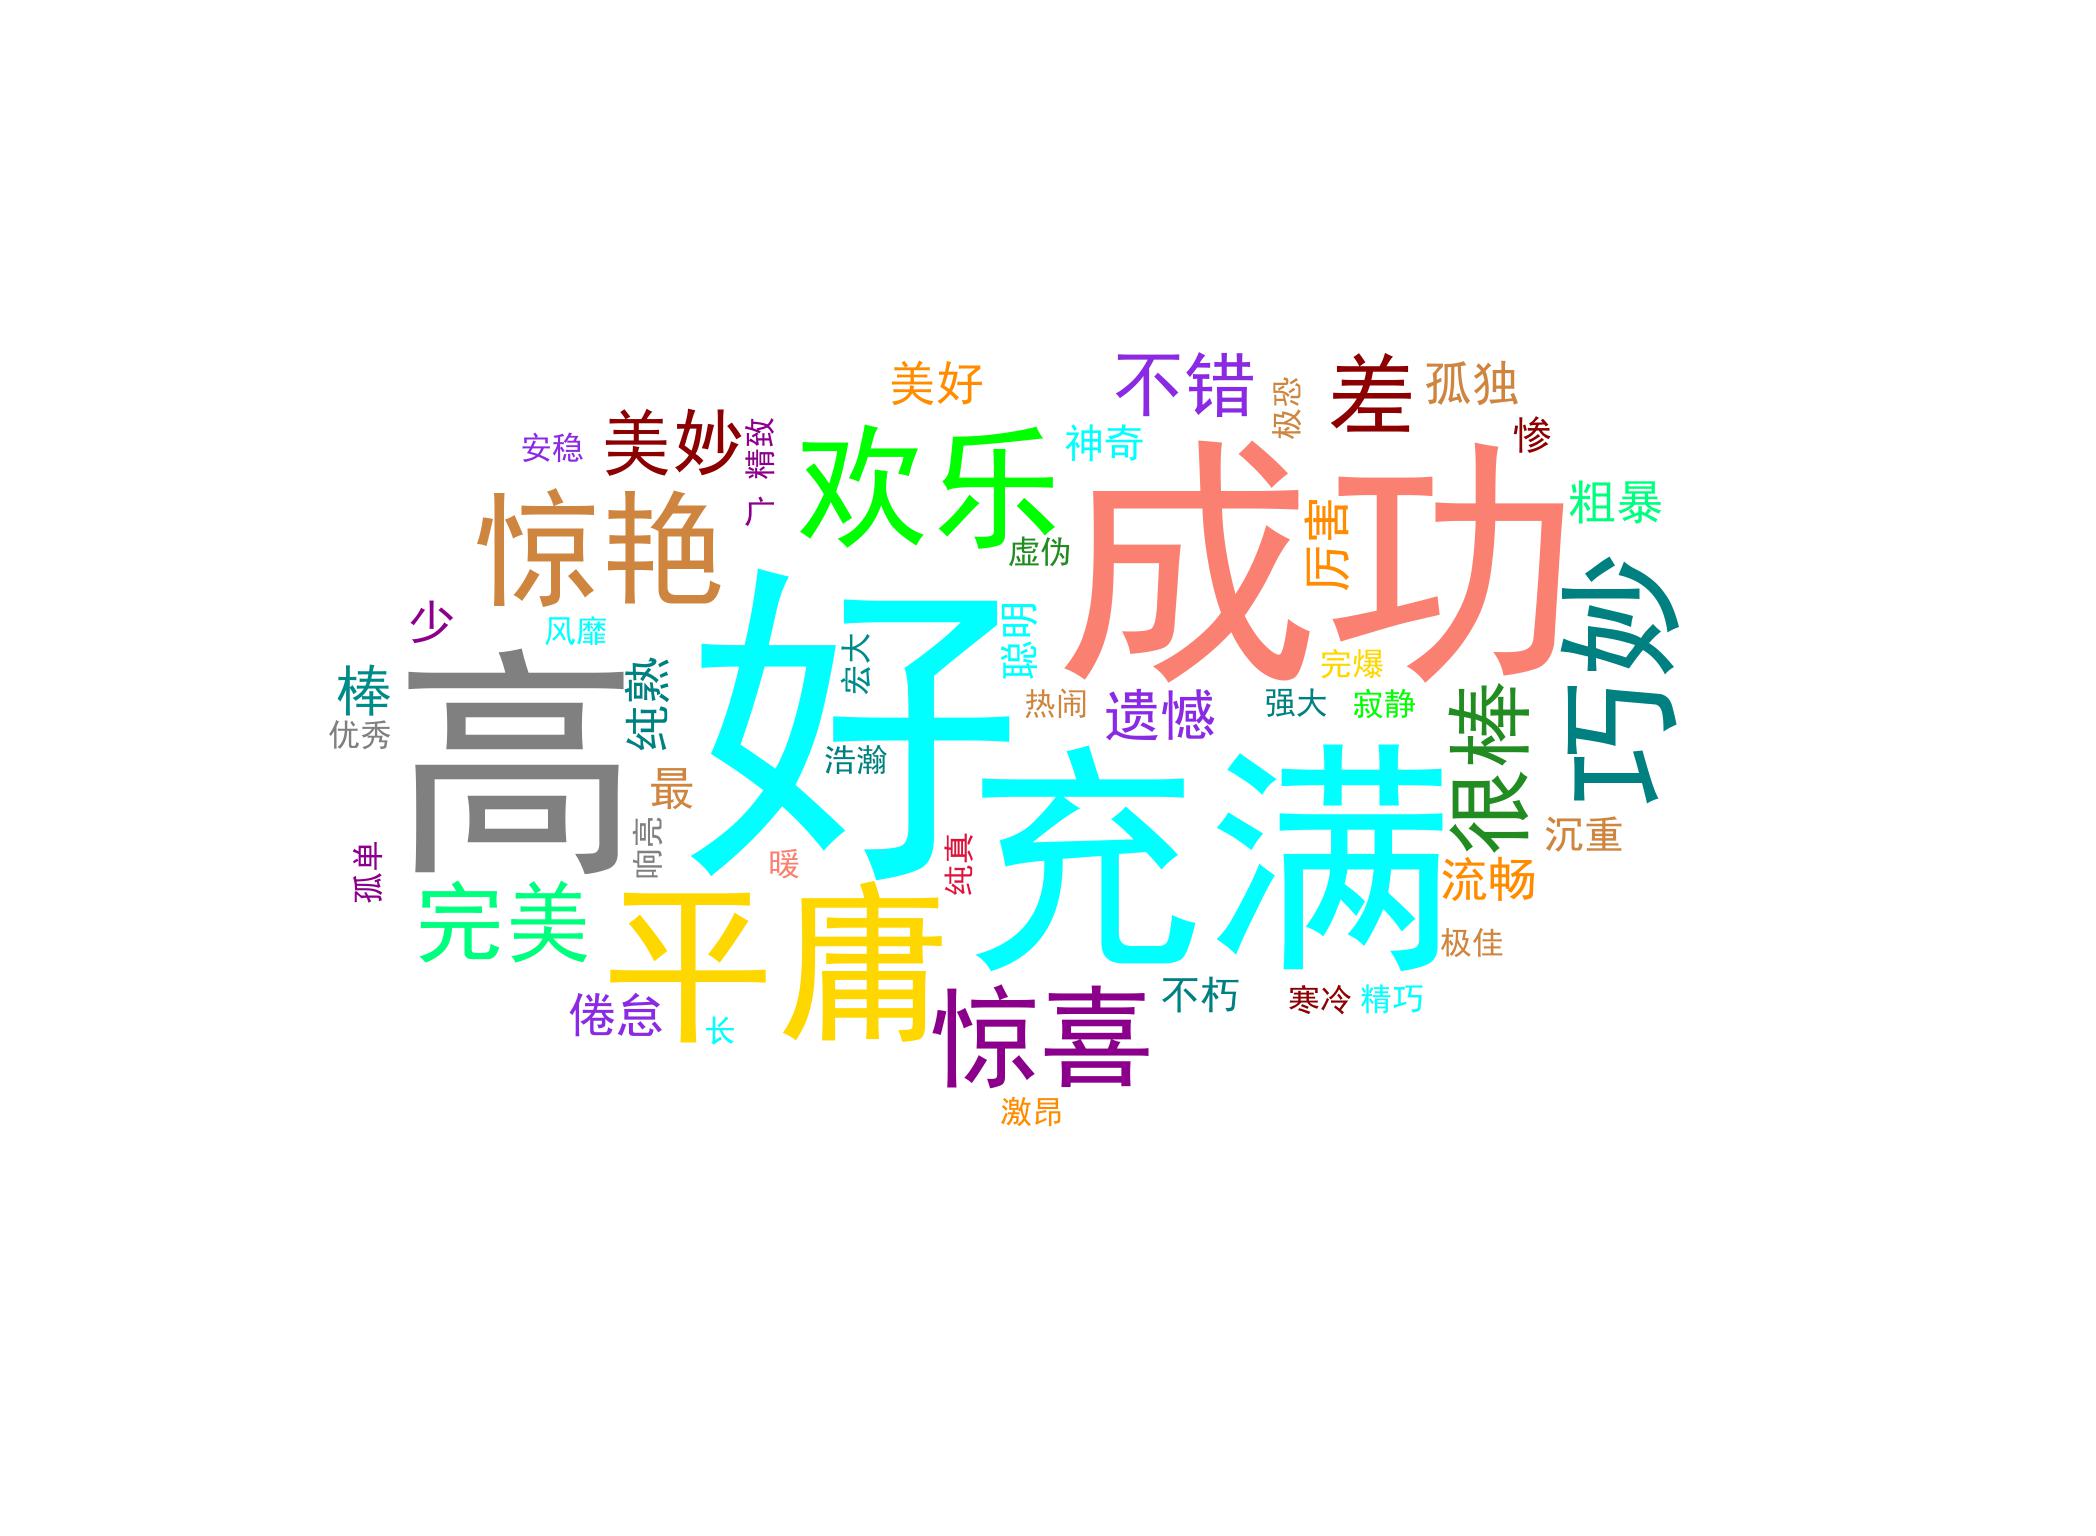 美好
不错
极恐
差
孤独
惨
安稳
美妙
精致
广
欢乐
神奇
成功
厉害
粗暴
惊艳
虚伪
巧妙
少
风靡
好
宏大
聪明
完爆
棒
优秀
高
纯熟
热闹
遗憾
强大
寂静
很棒
浩瀚
最
充满
沉重
孤单
响亮
暖
纯真
流畅
完美
平庸
极佳
倦怠
长
惊喜
不朽
寒冷
精巧
激昂